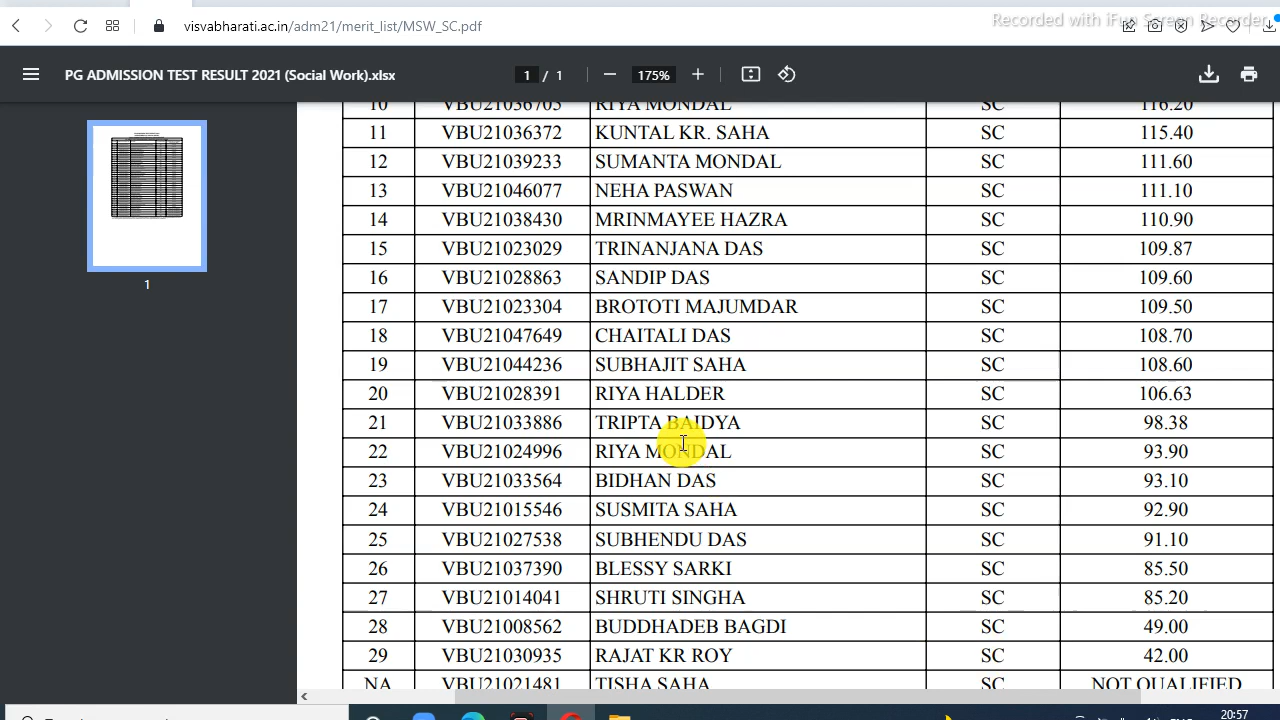 visvabharati.ac.in/adm21/merit_list/MSW_SC.pdf
Recorded with iFun Screen Recorder
PG ADMISSION TEST RESULT 2021 (Social Work).xlsx
1 / 1
175%
10 VBU21036705 RIYA MONDAL SC 116.20
11 VBU21036372 KUNTAL KR. SAHA SC 115.40
12 VBU21039233 SUMANTA MONDAL SC 111.60
13 VBU21046077 NEHA PASWAN SC 111.10
14 VBU21038430 MRINMAYEE HAZRA SC 110.90
15 VBU21023029 TRINANJANA DAS SC 109.87
16 VBU21028863 SANDIP DAS SC 109.60
17 VBU21023304 BROTOTI MAJUMDAR SC 109.50
18 VBU21047649 CHAITALI DAS SC 108.70
19 VBU21044236 SUBHAJIT SAHA SC 108.60
20 VBU21028391 RIYA HALDER SC 106.63
21 VBU21033886 TRIPTA BAIDYA SC 98.38
22 VBU21024996 RIYA MONDAL SC 93.90
23 VBU21033564 BIDHAN DAS SC 93.10
24 VBU21015546 SUSMITA SAHA SC 92.90
25 VBU21027538 SUBHENDU DAS SC 91.10
26 VBU21037390 BLESSY SARKI SC 85.50
27 VBU21014041 SHRUTI SINGHA SC 85.20
28 VBU21008562 BUDDHADEB BAGDI SC 49.00
29 VBU21030935 RAJAT KR ROY SC 42.00
NA VBU21021481 TISHA SAHA SC NOT QUALIFIED
1
20:57